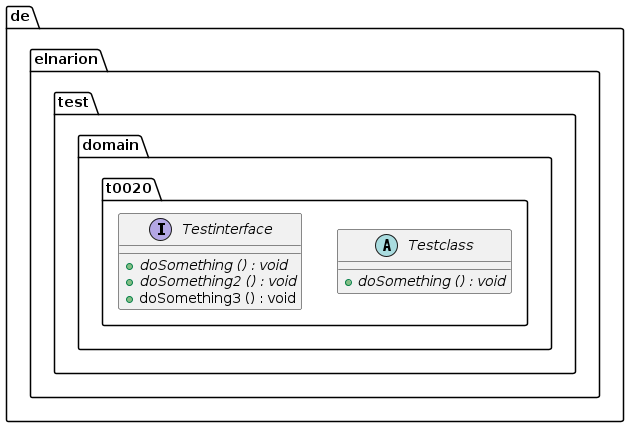 de
elnarion
test
domain
t0020
I Testinterface
doSomething () : void
doSomething2 () : void
doSomething3 () : void
A Testclass
doSomething () : void